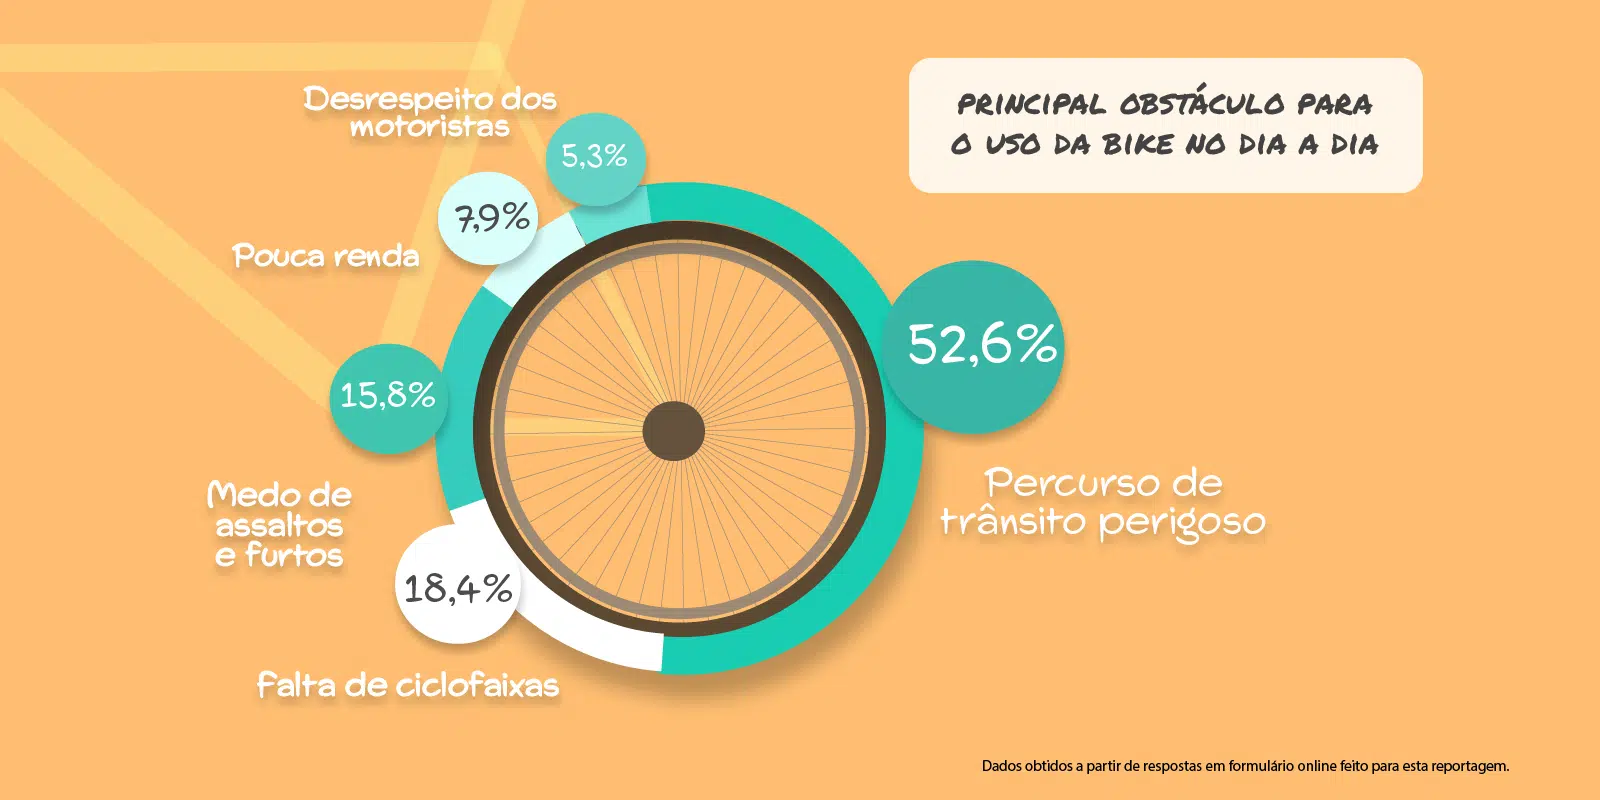 PRINCIPAL OBSTÁCULO PARA
O USO DA BIKE NO DIA A DIA
Desrespeito dos
motoristas
5,3%
7,9%
Pouca renda
52,6%
15,8%
Percurso de
trânsito perigoso
Medo de
assaltos
e furtos
18,4%
Falta de ciclofaixas
Dados obtidos a partir de respostas em formulário online feito para esta reportagem.